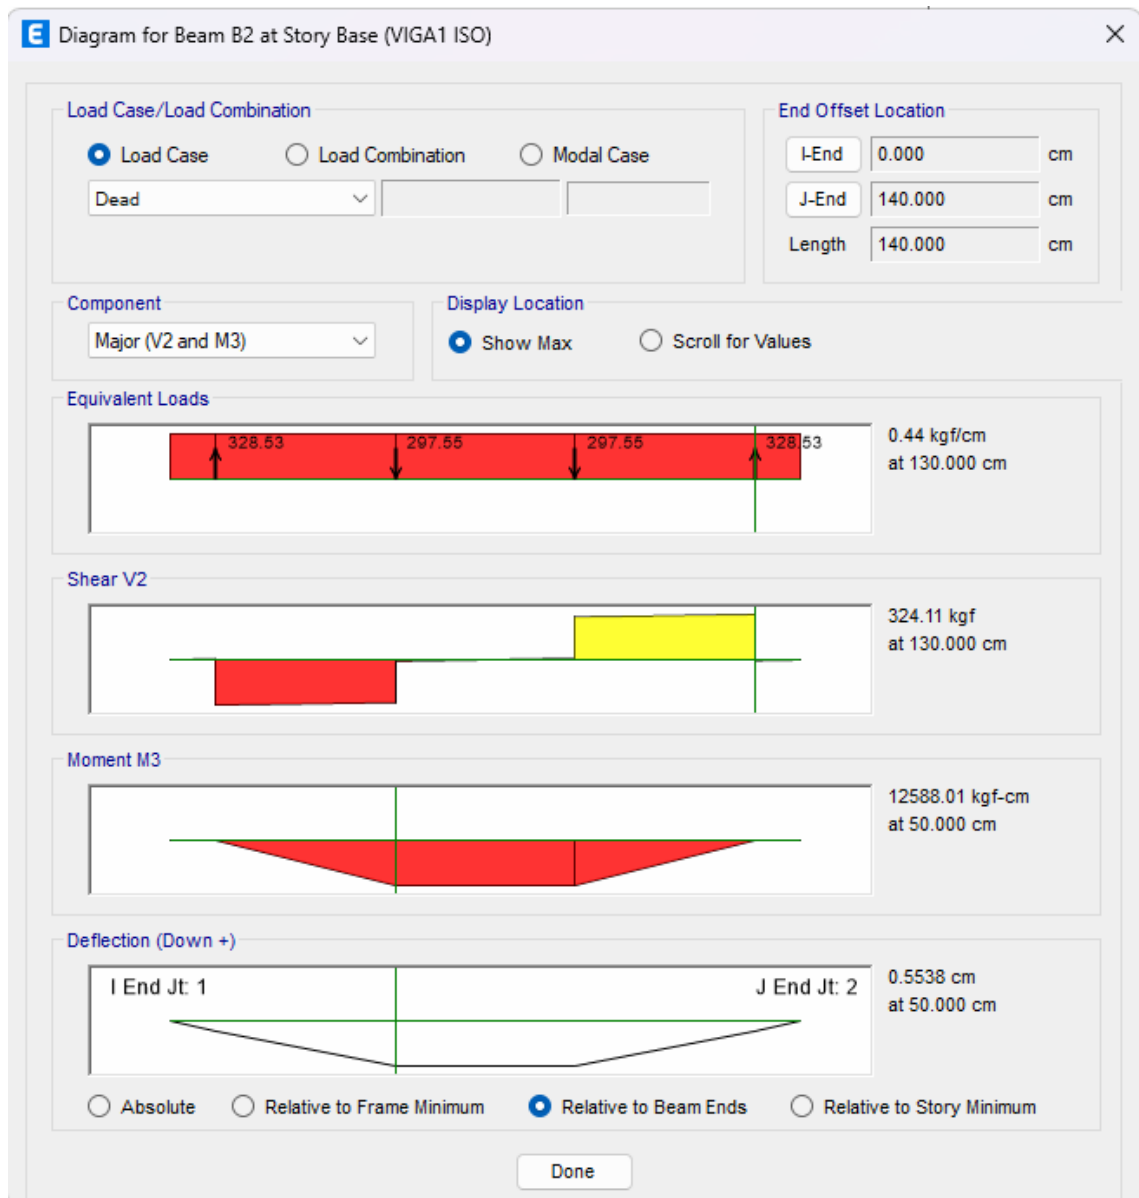 E Diagram for Beam B2 at Story Base (VIGA1 ISO)
Load Case/Load Combination
Load Case Load Combination Modal Case
Dead
End Offset Location
I-End 0.000 cm
J-End 140.000 cm
Length 140.000 cm
Component
Major (V2 and M3)
Display Location
Show Max Scroll for Values
Equivalent Loads
328.53 297.55 297.55 328.53
0.44 kgf/cm
at 130.000 cm
Shear V2
324.11 kgf
at 130.000 cm
Moment M3
12588.01 kgf-cm
at 50.000 cm
Deflection (Down +)
I End Jt: 1 J End Jt: 2
0.5538 cm
at 50.000 cm
Absolute Relative to Frame Minimum Relative to Beam Ends Relative to Story Minimum
Done